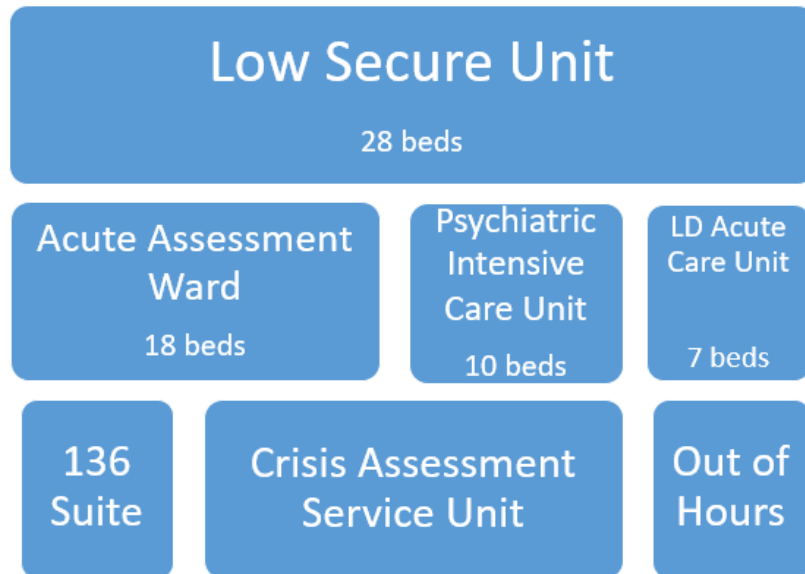 Low Secure Unit
28 beds
Acute Assessment
Ward
18 beds
Psychiatric
Intensive
Care Unit
10 beds
LD Acute
Care Unit
7 beds
136
Suite
Crisis Assessment
Service Unit
Out of
Hours